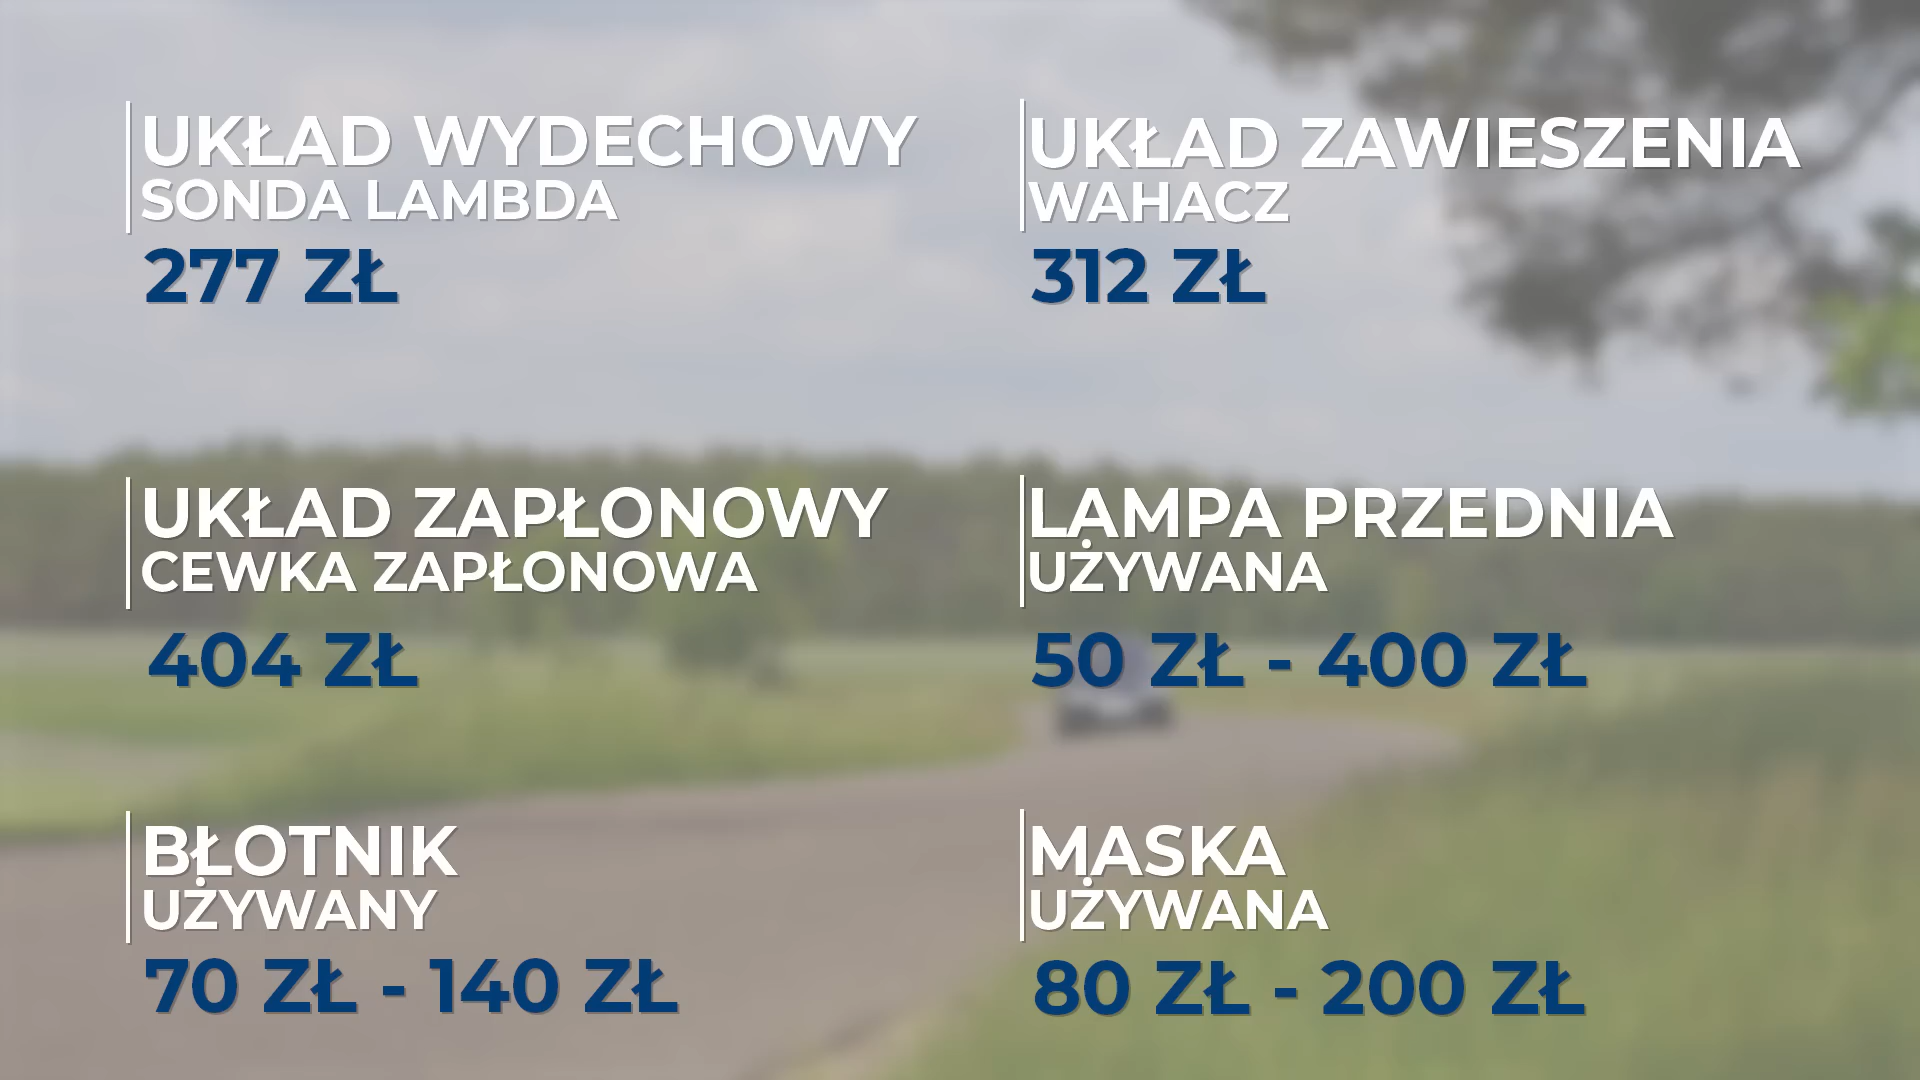 UKŁAD WYDECHOWY
SONDA LAMBDA
277 ZŁ
UKŁAD ZAWIESZENIA
WAHACZ
312 ZŁ
UKŁAD ZAPŁONOWY
CEWKA ZAPŁONOWA
404 ZŁ
LAMPA PRZEDNIA
UŻYWANA
50 ZŁ - 400 ZŁ
BŁOTNIK
UŻYWANY
70 ZŁ - 140 ZŁ
MASKA
UŻYWANA
80 ZŁ - 200 ZŁ